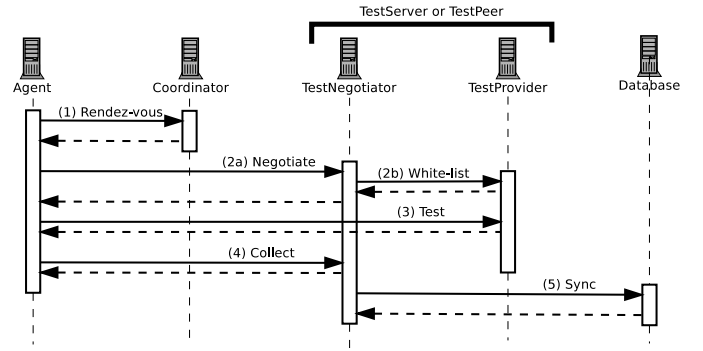 TestServer or TestPeer
Agent
Coordinator
TestNegotiator
TestProvider
Database
(1) Rendez-vous
(2a) Negotiate
(2b) White-list
(3) Test
(4) Collect
(5) Sync